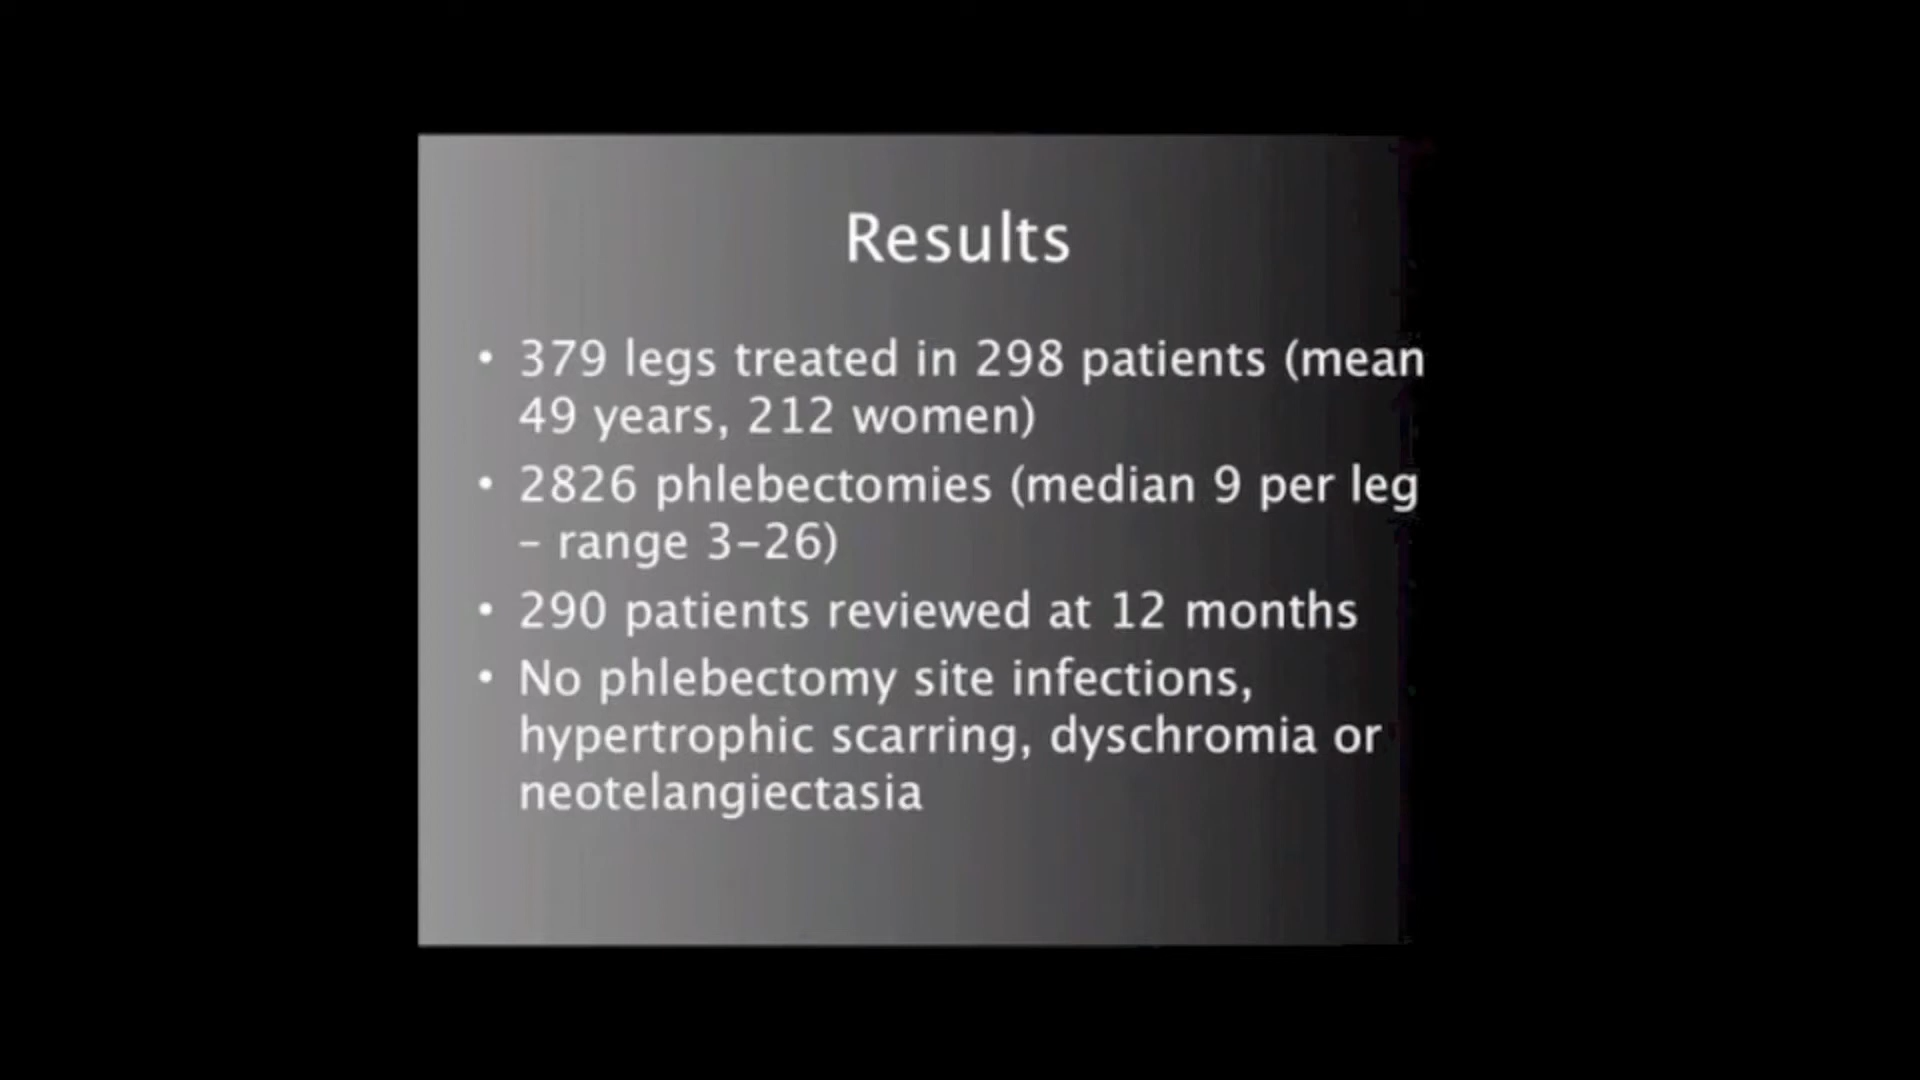 Results
• 379 legs treated in 298 patients (mean
49 years, 212 women)
• 2826 phlebectomies (median 9 per leg
– range 3–26)
• 290 patients reviewed at 12 months
• No phlebectomy site infections,
hypertrophic scarring, dyschromia or
neotelangiectasia